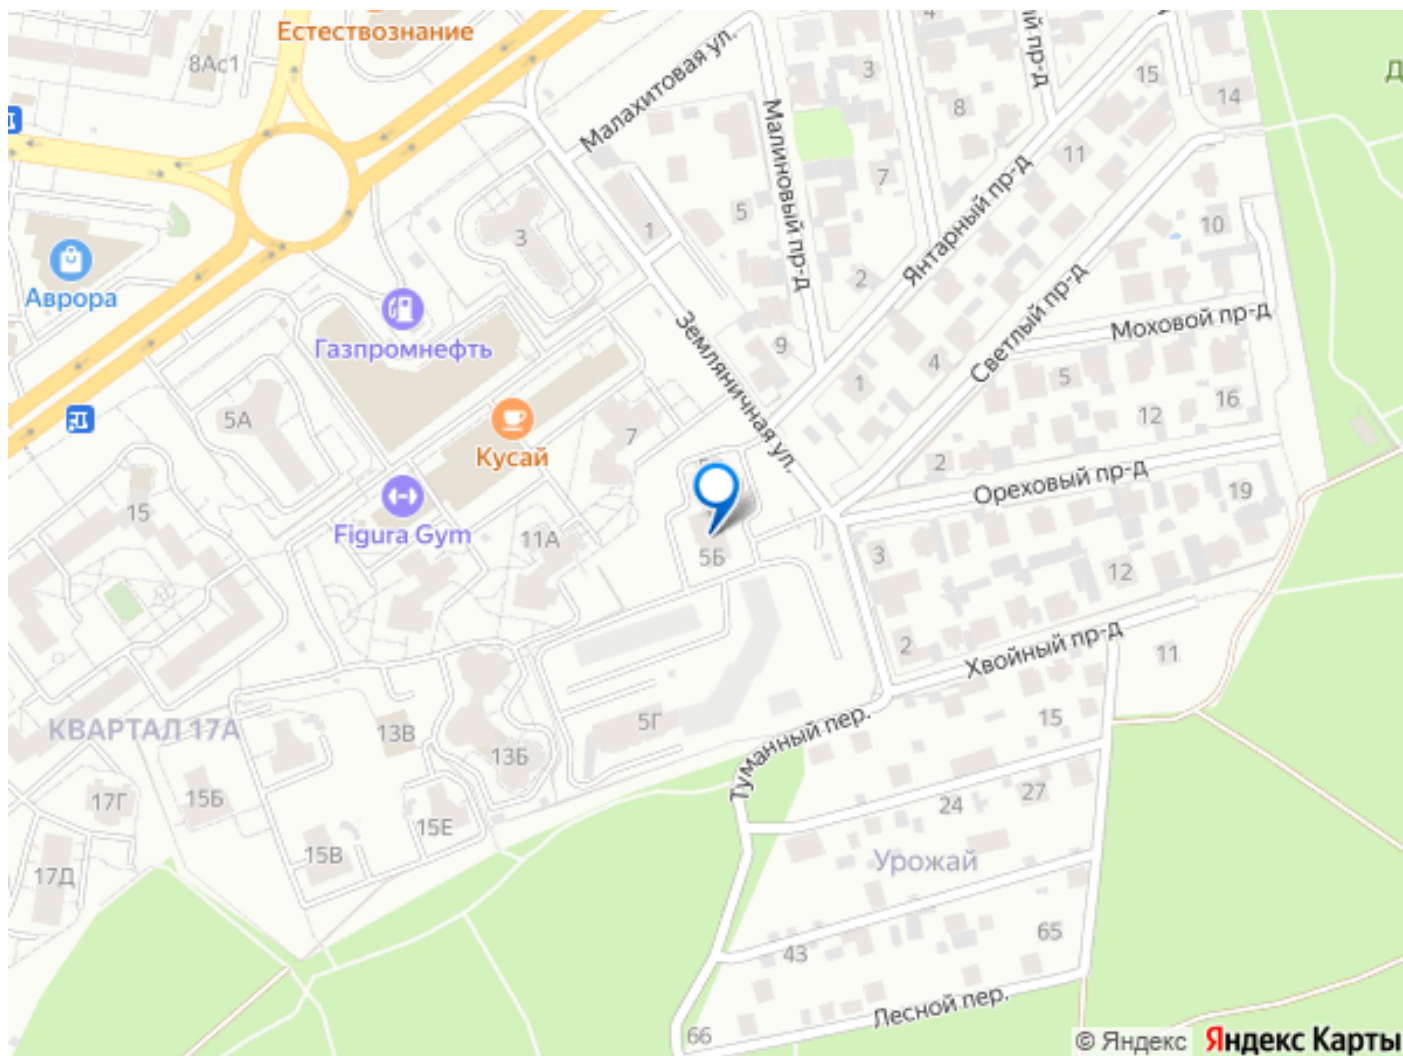 Естествознание
8Ас1
Малахитовая ул.
3
4
15
14
8
Малиновый пр-д
й пр-д
11
7
5
1
3
10
Янтарный пр-д
2
Аврора
Газпромнефть
Земляничная ул.
9
Светлый пр-д
Моховой пр-д
4
1
5
16
12
5А
7
Кусай
2
Ореховый пр-д
19
15
Figura Gym
11А
5Б
3
12
2
Хвойный пр-д
11
КВАРТАЛ 17А
13В
5Г
15
Туманный пр.
13Б
17Г
15Б
24
27
15Е
15В
Урожай
17Д
65
43
Лесной пер.
66
© Яндекс Яндекс Карты